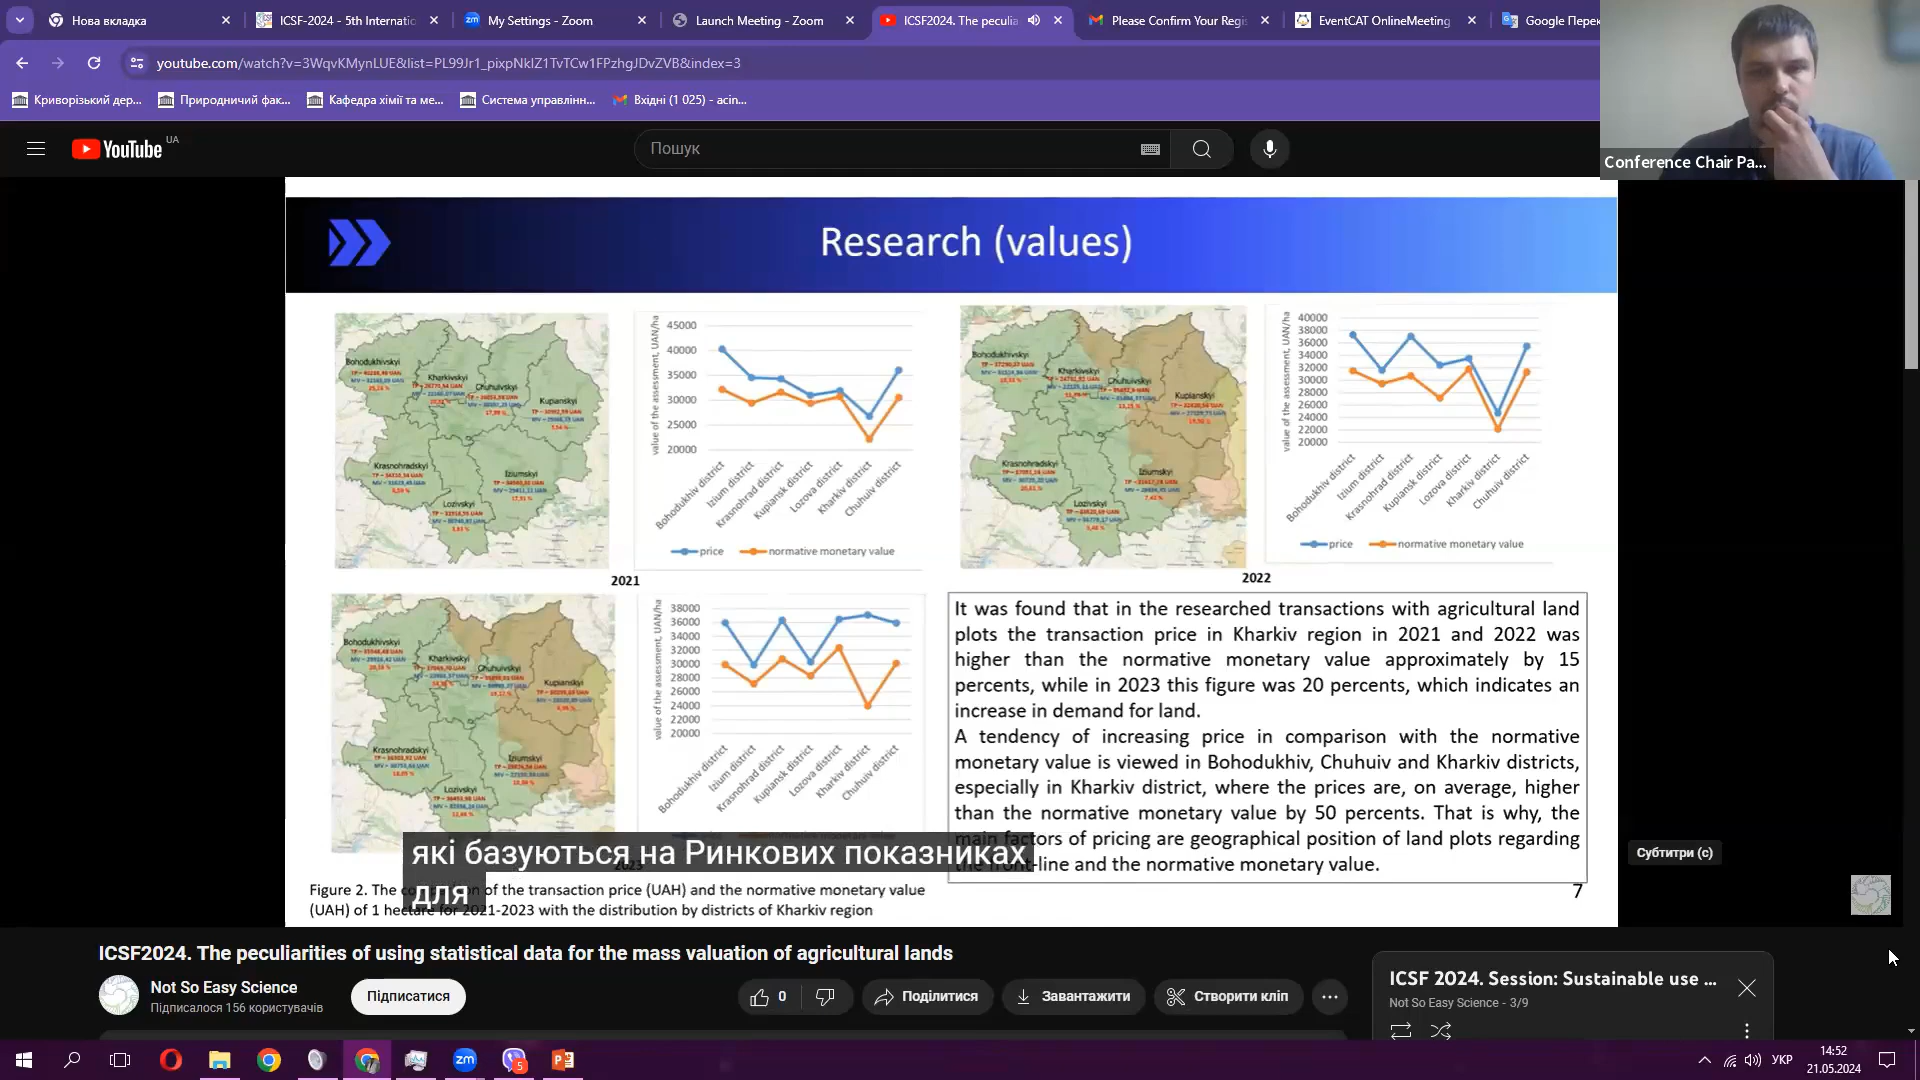 Нова вкладка
ICSF-2024 - 5th Internatio
My Settings - Zoom
Launch Meeting - Zoom
ICSF2024. The peculia
Please Confirm Your Regi
EventCAT OnlineMeeting
Google Перек
youtube.com/watch?v=3WqvKMynLUE&list=PL99Jr1_pixpNklZ1TvTCw1FPzhgJDvZVB&index=3
Криворізький дер...
Природничий фак...
Кафедра хімії та ме...
Система управлінн...
Вхідні (1 025) - acin...
Conference Chair Pa...
YouTube UA
Пошук
Research (values)
Bohodukhivskyi
Kharkivskyi
Chuhuivskyi
Kupianskyi
Krasnohradskyi
Iziumskyi
Lozivskyi
value of the assessment, UAN/ha
45000
40000
35000
30000
25000
20000
Bohodukhiv district
Izium district
Krasnohrad district
Kupiansk district
Lozova district
Kharkiv district
Chuhuiv district
price
normative monetary value
2021
Bohodukhivskyi
Kharkivskyi
Chuhuivskyi
Kupianskyi
Krasnohradskyi
Iziumskyi
Lozivskyi
value of the assessment, UAN/ha
40000
38000
36000
34000
32000
30000
28000
26000
24000
22000
20000
Bohodukhiv district
Izium district
Krasnohrad district
Kupiansk district
Lozova district
Kharkiv district
Chuhuiv district
price
normative monetary value
2022
Bohodukhivskyi
Kharkivskyi
Chuhuivskyi
Kupianskyi
Krasnohradskyi
Iziumskyi
Lozivskyi
value of the assessment, UAN/ha
38000
36000
34000
32000
30000
28000
26000
24000
22000
20000
Bohodukhiv district
Izium district
Krasnohrad district
Kupiansk district
Lozova district
Kharkiv district
Chuhuiv district
It was found that in the researched transactions with agricultural land
plots the transaction price in Kharkiv region in 2021 and 2022 was
higher than the normative monetary value approximately by 15
percents, while in 2023 this figure was 20 percents, which indicates an
increase in demand for land.
A tendency of increasing price in comparison with the normative
monetary value is viewed in Bohodukhiv, Chuhuiv and Kharkiv districts,
especially in Kharkiv district, where the prices are, on average, higher
than the normative monetary value by 50 percents. That is why, the
main factors of pricing are geographical position of land plots regarding
the front-line and the normative monetary value.
які базуються на Ринкових показниках
для
Figure 2. The of the transaction price (UAH) and the normative monetary value
(UAH) of 1 hectare for 2021-2023 with the distribution by districts of Kharkiv region
7
Субтитри (c)
ICSF2024. The peculiarities of using statistical data for the mass valuation of agricultural lands
Not So Easy Science
Підписалося 156 користувачів
Підписатися
0
Поділитися
Завантажити
Створити кліп
ICSF 2024. Session: Sustainable use ...
Not So Easy Science - 3/9
zm
5
УКР
14:52
21.05.2024